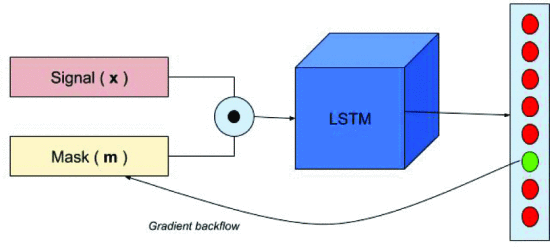 Signal ( x )
LSTM
Mask ( m )
Gradient backflow